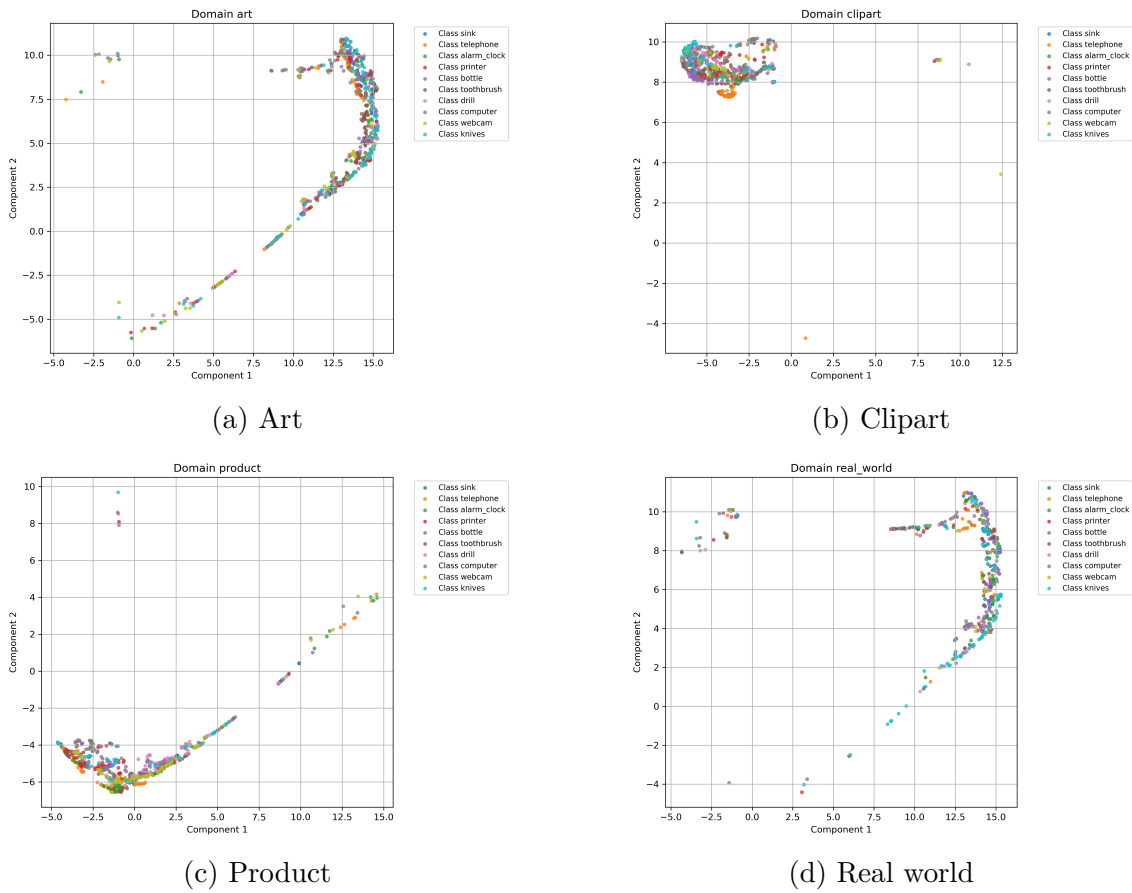 Domain art
10.0
7.5
5.0
2.5
0.0
−2.5
−5.0
Component 2
−5.0 −2.5 0.0 2.5 5.0 7.5 10.0 12.5 15.0
Component 1
Class sink
Class telephone
Class alarm_clock
Class printer
Class bottle
Class toothbrush
Class drill
Class computer
Class webcam
Class knives
(a) Art
Domain clipart
10
8
6
4
2
0
−2
−4
Component 2
−5.0 −2.5 0.0 2.5 5.0 7.5 10.0 12.5
Component 1
Class sink
Class telephone
Class alarm_clock
Class printer
Class bottle
Class toothbrush
Class drill
Class computer
Class webcam
Class knives
(b) Clipart
Domain product
10
8
6
4
2
0
−2
−4
−6
Component 2
−5.0 −2.5 0.0 2.5 5.0 7.5 10.0 12.5 15.0
Component 1
Class sink
Class telephone
Class alarm_clock
Class printer
Class bottle
Class toothbrush
Class drill
Class computer
Class webcam
Class knives
(c) Product
Domain real_world
10
8
6
4
2
0
−2
−4
Component 2
−5.0 −2.5 0.0 2.5 5.0 7.5 10.0 12.5 15.0
Component 1
Class sink
Class telephone
Class alarm_clock
Class printer
Class bottle
Class toothbrush
Class drill
Class computer
Class webcam
Class knives
(d) Real world